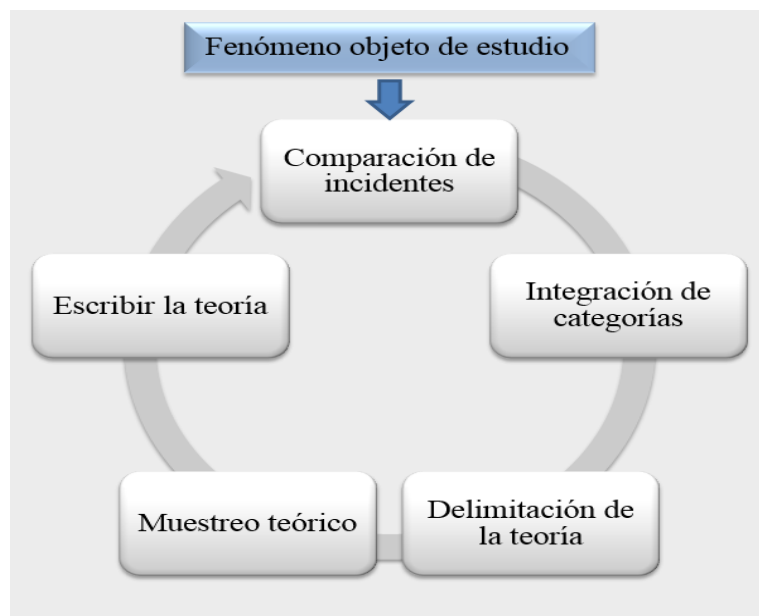 Fenómeno objeto de estudio
Comparación de
incidentes
Integración de
categorías
Delimitación de
la teoría
Muestreo teórico
Escribir la teoría